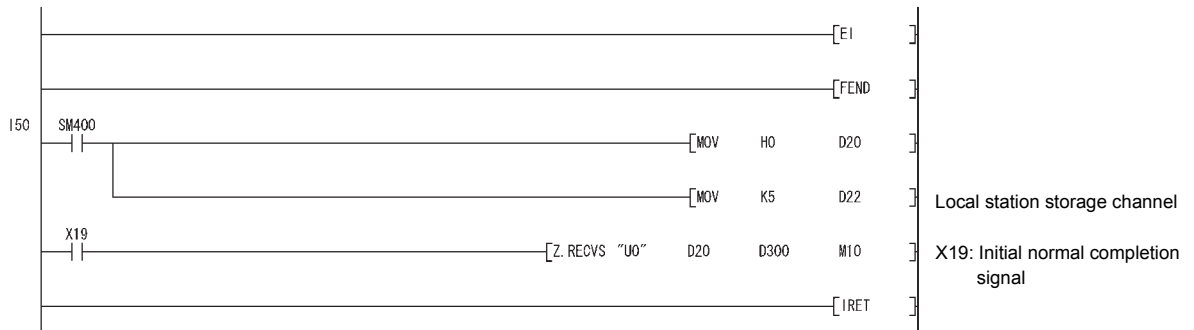 [EI ]
[FEND ]
I50 SM400 [MOV H0 D20 ]
[MOV K5 D22 ] Local station storage channel
X19 [Z.RECVS "U0" D20 D300 M10 ] X19: Initial normal completion
signal
[IRET ]